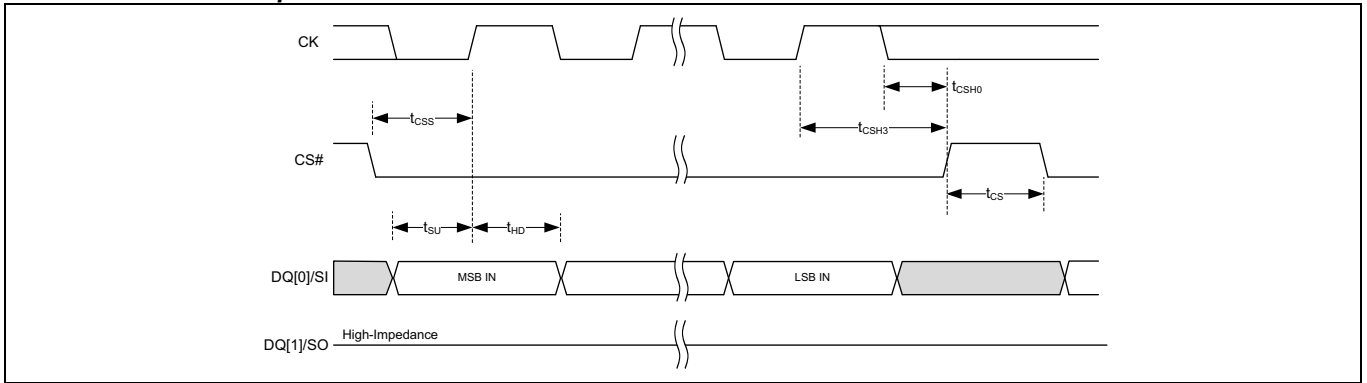 CK
tCSH0
tCSS
tCSH3
CS#
tCS
tSU
tHD
DQ[0]/SI
MSB IN
LSB IN
High-Impedance
DQ[1]/SO